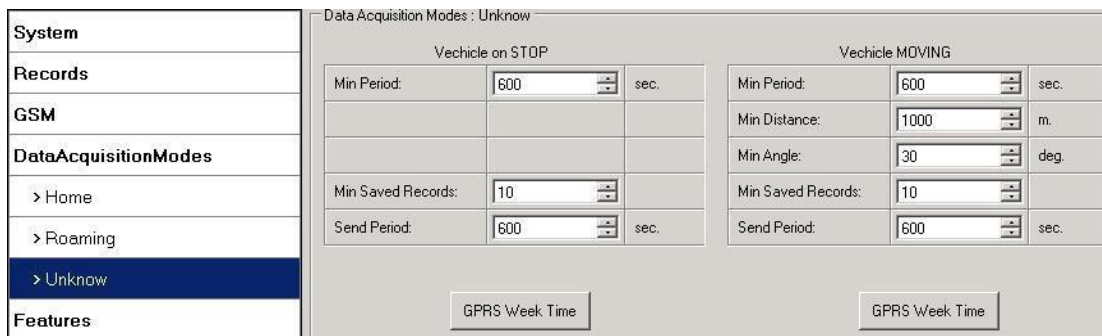 System
Records
GSM
DataAcquisitionModes
> Home
> Roaming
> Unknow
Features
Data Acquisition Modes : Unknow
Vechicle on STOP
Min Period: 600 sec.
Min Saved Records: 10
Send Period: 600 sec.
GPRS Week Time
Vechicle MOVING
Min Period: 600 sec.
Min Distance: 1000 m.
Min Angle: 30 deg.
Min Saved Records: 10
Send Period: 600 sec.
GPRS Week Time